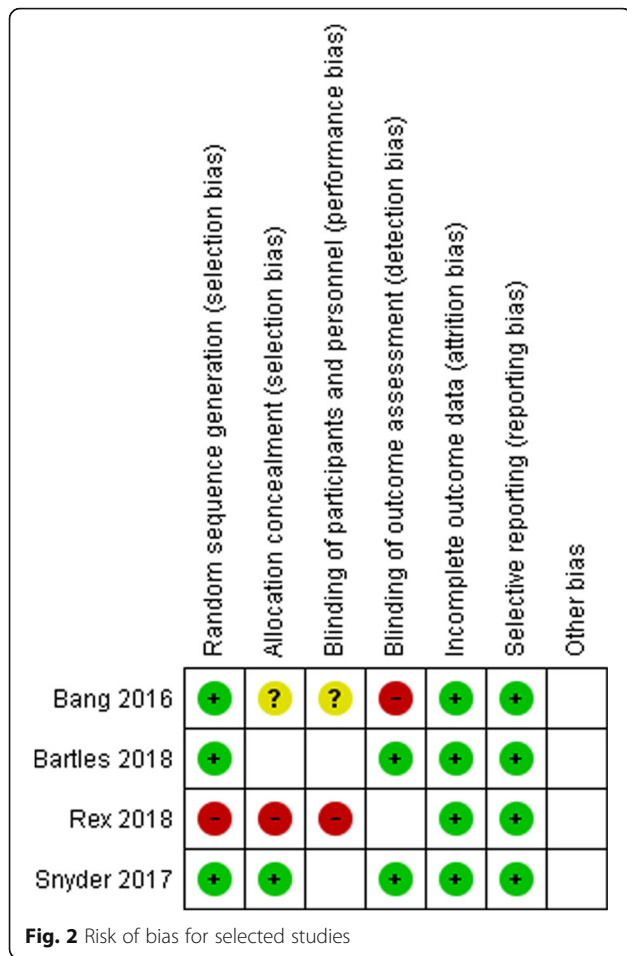 Random sequence generation (selection bias)
Allocation concealment (selection bias)
Blinding of participants and personnel (performance bias)
Blinding of outcome assessment (detection bias)
Incomplete outcome data (attrition bias)
Selective reporting (reporting bias)
Other bias
Bang 2016 + ? ? - + +
Bartles 2018 + + + +
Rex 2018 - - - + +
Snyder 2017 + + + + +
Fig. 2 Risk of bias for selected studies